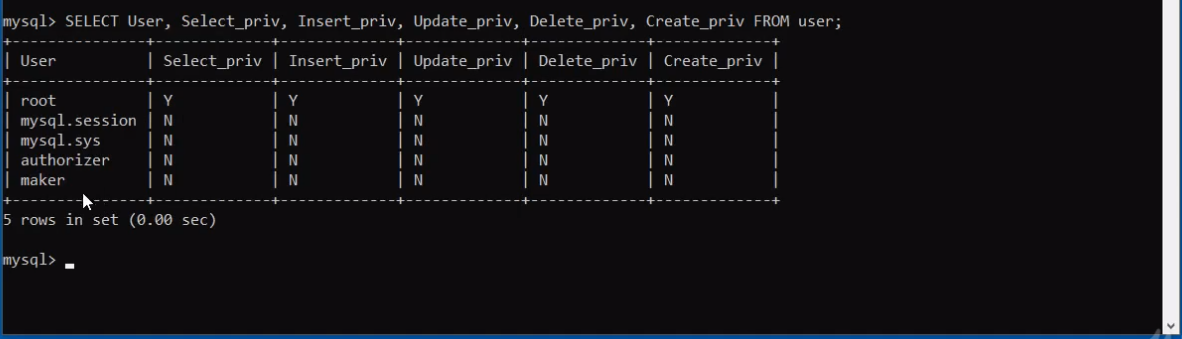 mysql> SELECT User, Select_priv, Insert_priv, Update_priv, Delete_priv, Create_priv FROM user;
+---------------+-------------+-------------+-------------+-------------+-------------+
| User          | Select_priv | Insert_priv | Update_priv | Delete_priv | Create_priv |
+---------------+-------------+-------------+-------------+-------------+-------------+
| root          | Y           | Y           | Y           | Y           | Y           |
| mysql.session | N           | N           | N           | N           | N           |
| mysql.sys     | N           | N           | N           | N           | N           |
| authorizer    | N           | N           | N           | N           | N           |
| maker         | N           | N           | N           | N           | N           |
+---------------+-------------+-------------+-------------+-------------+-------------+
5 rows in set (0.00 sec)
mysql>